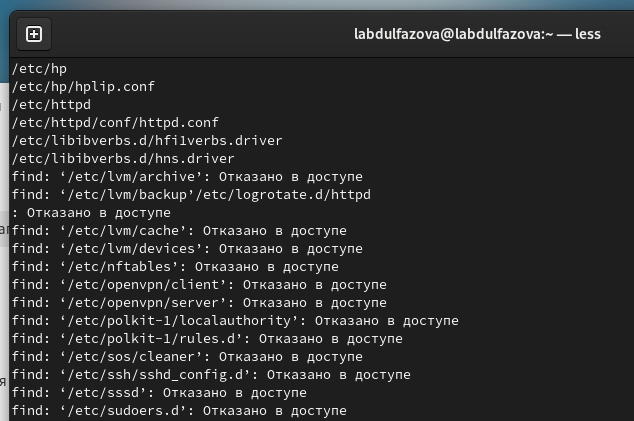 labdulfazova@labdulfazova:~ — less
/etc/hp
/etc/hp/hplip.conf
/etc/httpd
/etc/httpd/conf/httpd.conf
/etc/libibverbs.d/hfi1verbs.driver
/etc/libibverbs.d/hns.driver
find: ‘/etc/lvm/archive’: Отказано в доступе
find: ‘/etc/lvm/backup’/etc/logrotate.d/httpd
: Отказано в доступе
find: ‘/etc/lvm/cache’: Отказано в доступе
find: ‘/etc/lvm/devices’: Отказано в доступе
find: ‘/etc/nftables’: Отказано в доступе
find: ‘/etc/openvpn/client’: Отказано в доступе
find: ‘/etc/openvpn/server’: Отказано в доступе
find: ‘/etc/polkit-1/localauthority’: Отказано в доступе
find: ‘/etc/polkit-1/rules.d’: Отказано в доступе
find: ‘/etc/sos/cleaner’: Отказано в доступе
find: ‘/etc/ssh/sshd_config.d’: Отказано в доступе
find: ‘/etc/sssd’: Отказано в доступе
find: ‘/etc/sudoers.d’: Отказано в доступе